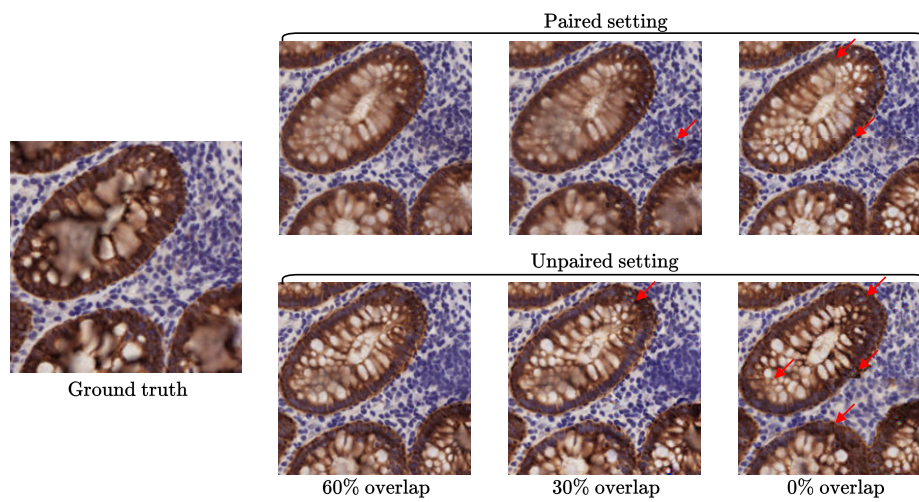 Paired setting
Unpaired setting
Ground truth
60% overlap
30% overlap
0% overlap